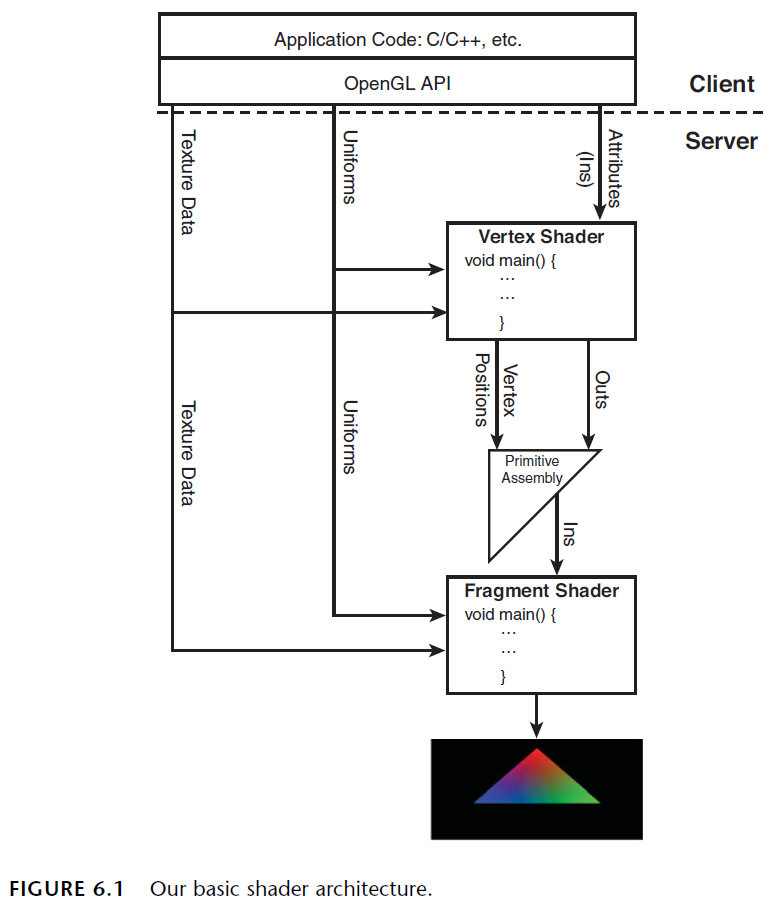 Application Code: C/C++, etc.
OpenGL API
Client
Server
Texture Data
Uniforms
Attributes
(Ins)
Vertex Shader
void main() {
...
...
}
Texture Data
Uniforms
Vertex
Positions
Outs
Primitive
Assembly
Ins
Fragment Shader
void main() {
...
...
}
FIGURE 6.1 Our basic shader architecture.